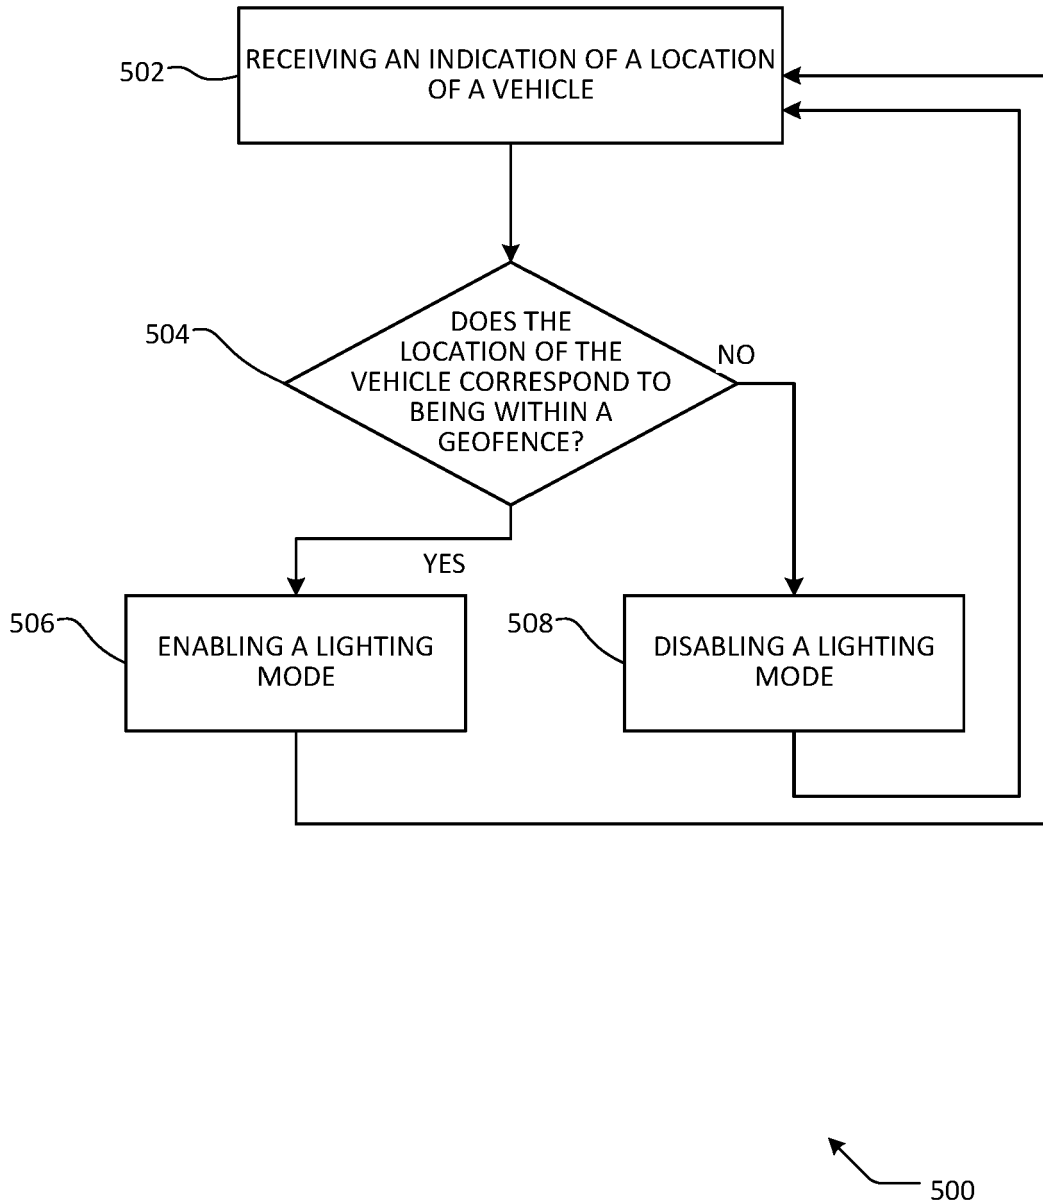 RECEIVING AN INDICATION OF A LOCATION
OF A VEHICLE
502
DOES THE
LOCATION OF THE
VEHICLE CORRESPOND TO
BEING WITHIN A
GEOFENCE?
504
NO
YES
506
ENABLING A LIGHTING
MODE
508
DISABLING A LIGHTING
MODE
500